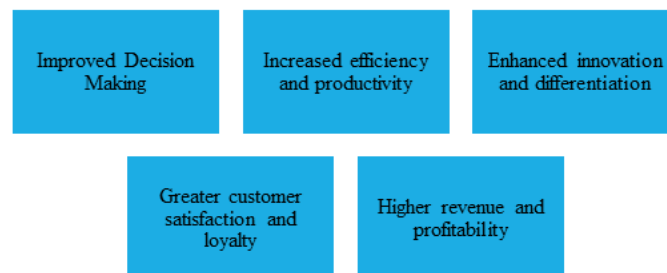 Improved Decision
Making
Increased efficiency
and productivity
Enhanced innovation
and differentiation
Greater customer
satisfaction and
loyalty
Higher revenue and
profitability